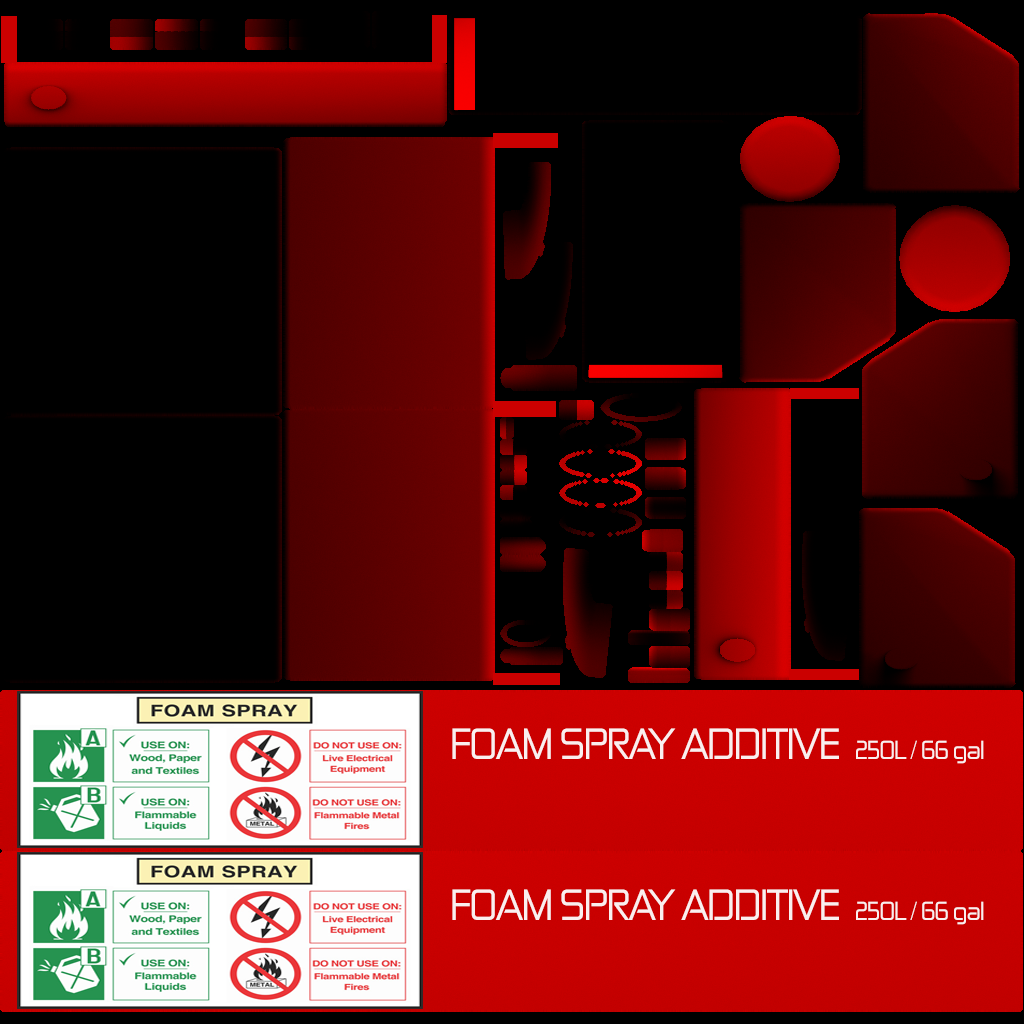 FOAM SPRAY
A
USE ON:
Wood, Paper
and Textiles
DO NOT USE ON:
Live Electrical
Equipment
B
USE ON:
Flammable
Liquids
METAL
DO NOT USE ON:
Flammable Metal
Fires
FOAM SPRAY ADDITIVE 250L / 66 gal
FOAM SPRAY
A
USE ON:
Wood, Paper
and Textiles
DO NOT USE ON:
Live Electrical
Equipment
B
USE ON:
Flammable
Liquids
METAL
DO NOT USE ON:
Flammable Metal
Fires
FOAM SPRAY ADDITIVE 250L / 66 gal